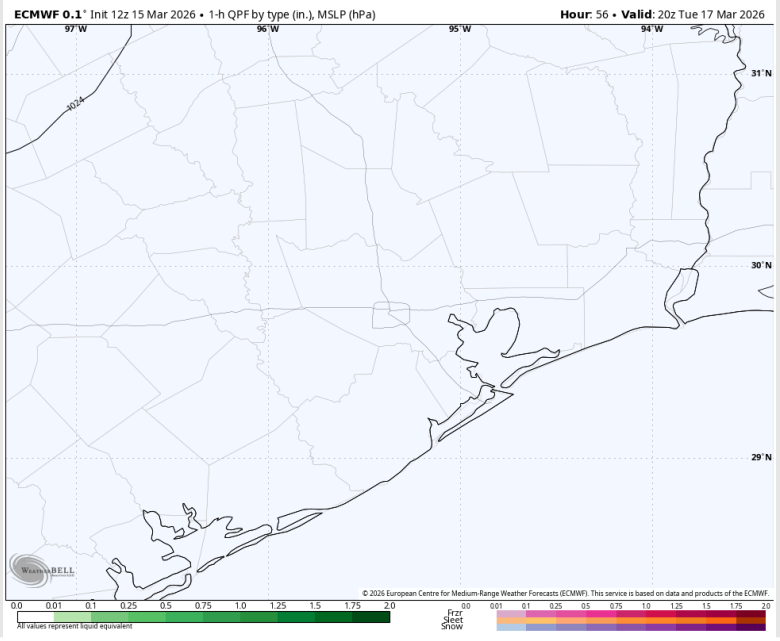 ECMWF 0.1° Init 12z 15 Mar 2026 • 1-h QPF by type (in.), MSLP (hPa) Hour: 56 • Valid: 20z Tue 17 Mar 2026
97°W 96°W 95°W 94°W
31°N
1024
30°N
29°N
WeatherBELL
© 2026 European Centre for Medium-Range Weather Forecasts (ECMWF). This service is based on data and products of the ECMWF.
0.0 0.01 0.1 0.25 0.5 0.75 1.0 1.25 1.5 1.75 2.0
0.0 0.01 0.1 0.25 0.5 0.75 1.0 1.25 1.5 1.75 2.0
Frzr
Sleet
Snow
All values represent liquid equivalent